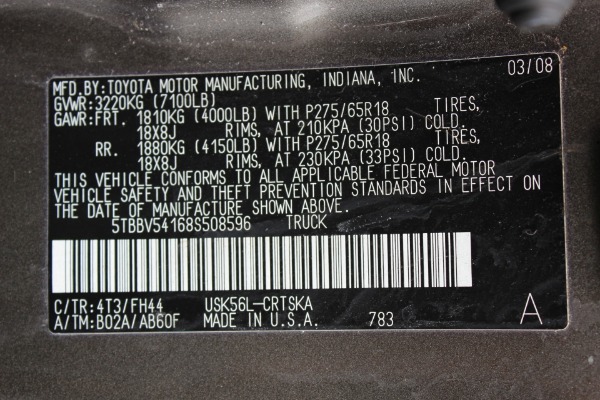 MFD. BY: TOYOTA MOTOR MANUFACTURING, INDIANA, INC. 03/08
GVWR: 3220KG (7100LB)
GAWR: FRT. 1810KG (4000LB) WITH P275/65R18 TIRES,
18X8J RIMS, AT 210KPA (30PSI) COLD.
RR. 1880KG (4150LB) WITH P275/65R18 TIRES,
18X8J RIMS, AT 230KPA (33PSI) COLD.
THIS VEHICLE CONFORMS TO ALL APPLICABLE FEDERAL MOTOR
VEHICLE SAFETY AND THEFT PREVENTION STANDARDS IN EFFECT ON
THE DATE OF MANUFACTURE SHOWN ABOVE.
5TBBV54168S508596 TRUCK
C/TR: 4T3/FH44 USK56L-CRTSKA
A/TM: B02A/AB60F MADE IN U.S.A. 783 A